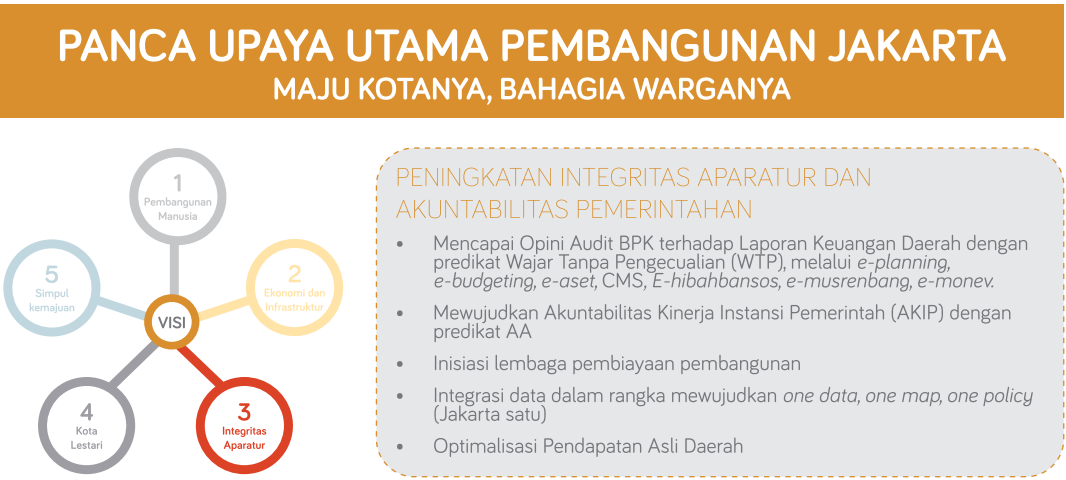 PANCA UPAYA UTAMA PEMBANGUNAN JAKARTA
MAJU KOTANYA, BAHAGIA WARGANYA
1
Pembangunan
Manusia
2
Ekonomi dan
Infrastruktur
3
Integritas
Aparatur
4
Kota
Lestari
5
Simpul
kemajuan
VISI
PENINGKATAN INTEGRITAS APARATUR DAN
AKUNTABILITAS PEMERINTAHAN
• Mencapai Opini Audit BPK terhadap Laporan Keuangan Daerah dengan
predikat Wajar Tanpa Pengecualian (WTP), melalui e-planning,
e-budgeting, e-aset, CMS, E-hibahbansos, e-musrenbang, e-monev.
• Mewujudkan Akuntabilitas Kinerja Instansi Pemerintah (AKIP) dengan
predikat AA
• Inisiasi lembaga pembiayaan pembangunan
• Integrasi data dalam rangka mewujudkan one data, one map, one policy
(Jakarta satu)
• Optimalisasi Pendapatan Asli Daerah